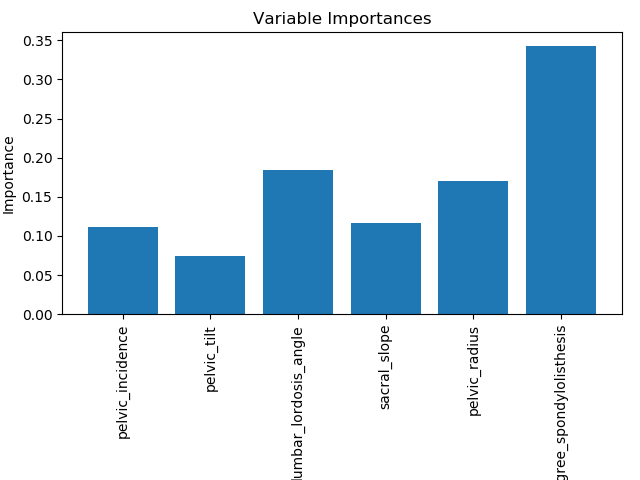 Variable Importances
Importance
0.35
0.30
0.25
0.20
0.15
0.10
0.05
0.00
pelvic_incidence
pelvic_tilt
lumbar_lordosis_angle
sacral_slope
pelvic_radius
gree_spondylolisthesis